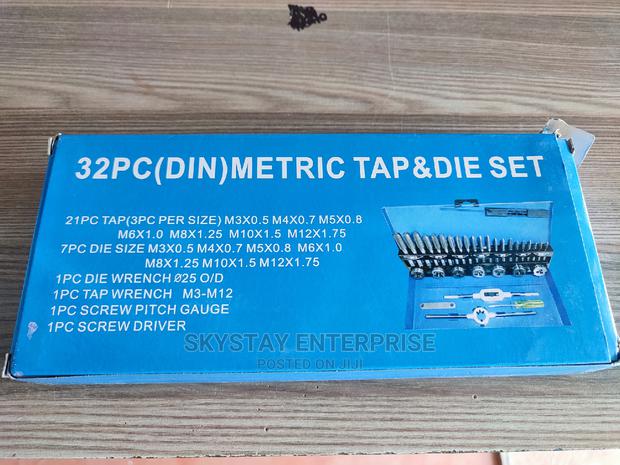 32PC(DIN)METRIC TAP&DIE SET
21PC TAP(3PC PER SIZE) M3X0.5 M4X0.7 M5X0.8
M6X1.0 M8X1.25 M10X1.5 M12X1.75
7PC DIE SIZE M3X0.5 M4X0.7 M5X0.8 M6X1.0
M8X1.25 M10X1.5 M12X1.75
1PC DIE WRENCH Ø25 O/D
1PC TAP WRENCH M3-M12
1PC SCREW PITCH GAUGE
1PC SCREW DRIVER
SKYSTAY ENTERPRISE
POSTED ON JIJI